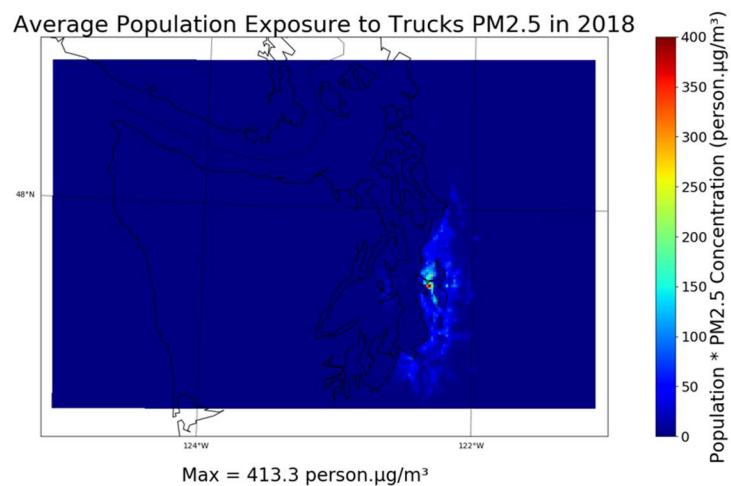 Average Population Exposure to Trucks PM2.5 in 2018
400
350
300
250
200
150
100
50
0
Population * PM2.5 Concentration (person.µg/m³)
48°N
124°W
122°W
Max = 413.3 person.µg/m³